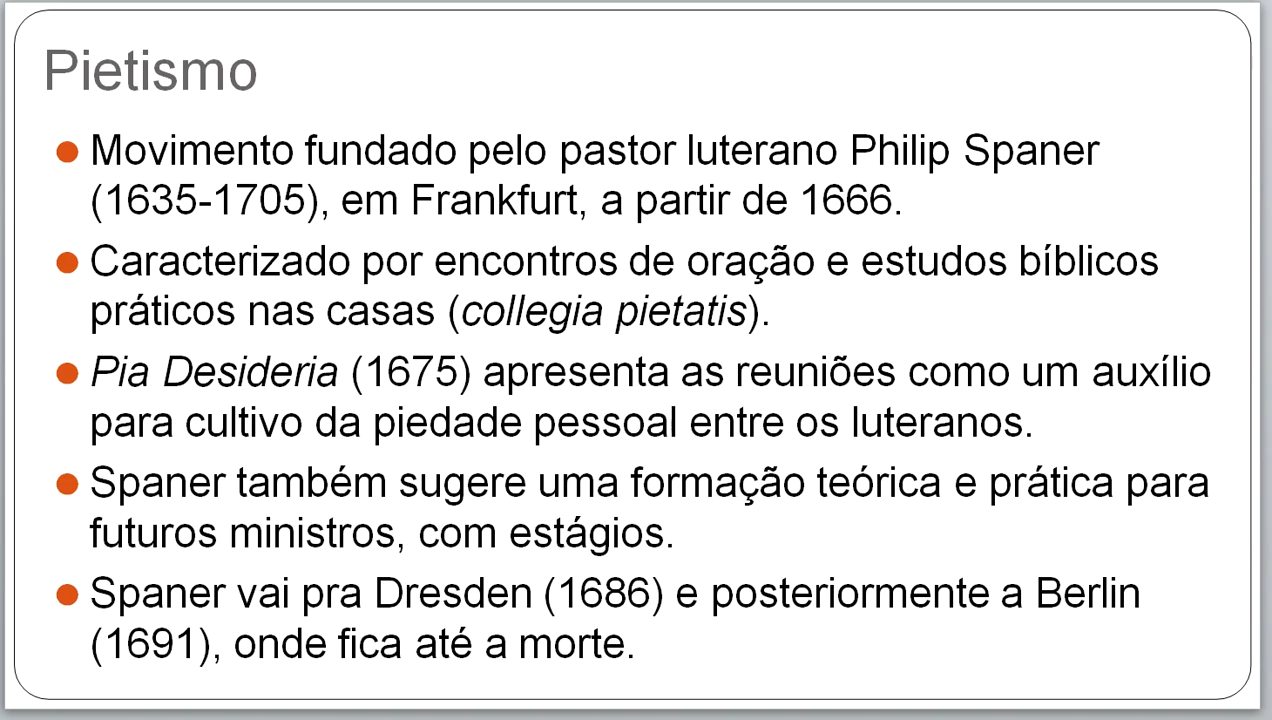 Pietismo
Movimento fundado pelo pastor luterano Philip Spaner
(1635-1705), em Frankfurt, a partir de 1666.
Caracterizado por encontros de oração e estudos bíblicos
práticos nas casas (collegia pietatis).
Pia Desideria (1675) apresenta as reuniões como um auxílio
para cultivo da piedade pessoal entre os luteranos.
Spaner também sugere uma formação teórica e prática para
futuros ministros, com estágios.
Spaner vai pra Dresden (1686) e posteriormente a Berlin
(1691), onde fica até a morte.